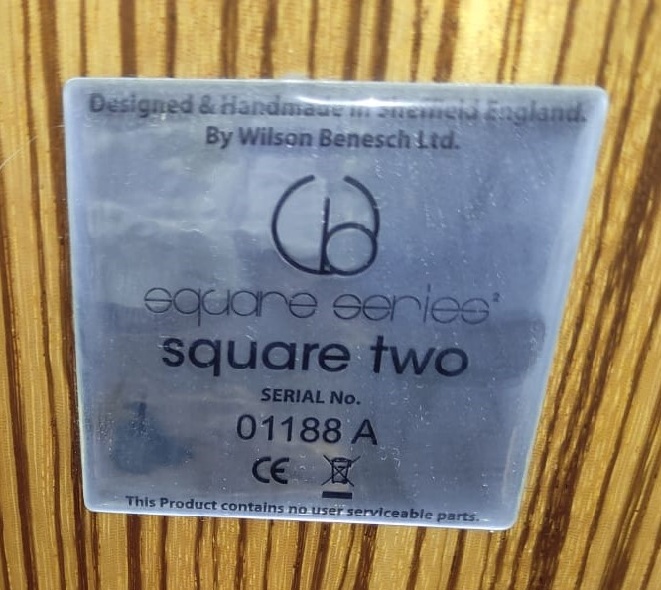 Designed & Handmade in Sheffield England.
By Wilson Benesch Ltd.
square series²
square two
SERIAL No.
01188 A
CE
This Product contains no user serviceable parts.